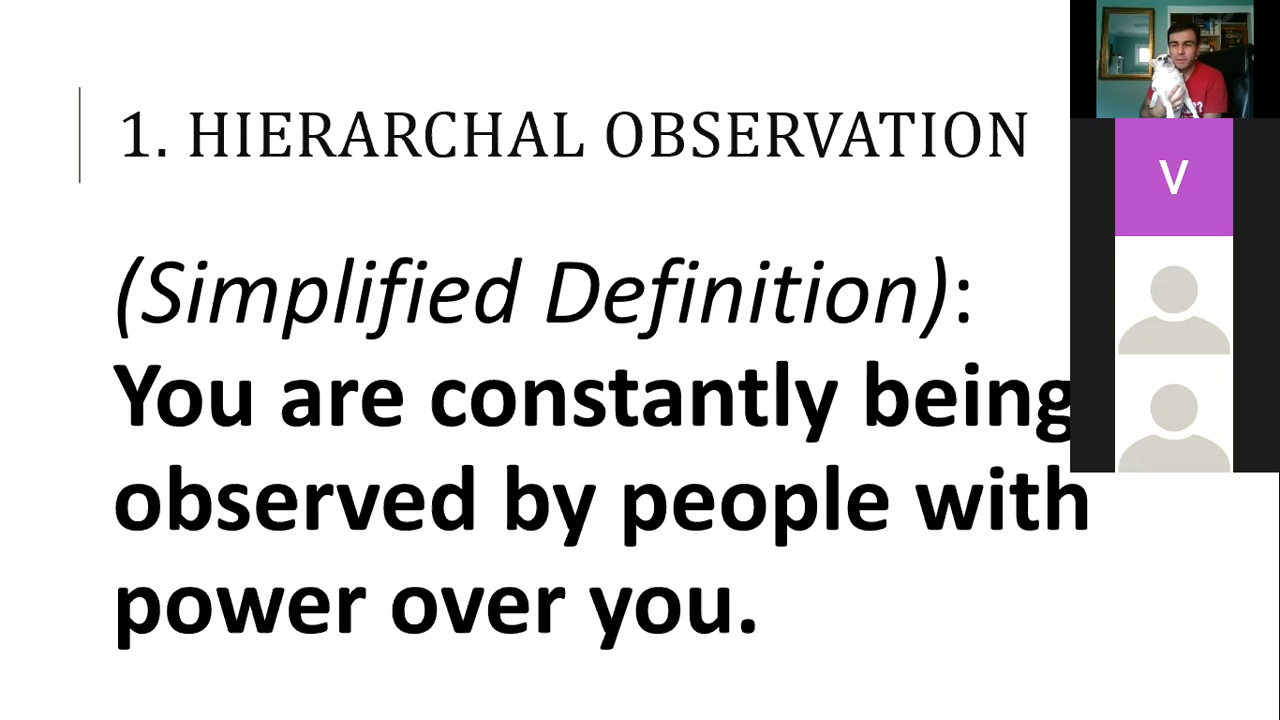 1. HIERARCHAL OBSERVATION
(Simplified Definition):
You are constantly being
observed by people with
power over you.
V